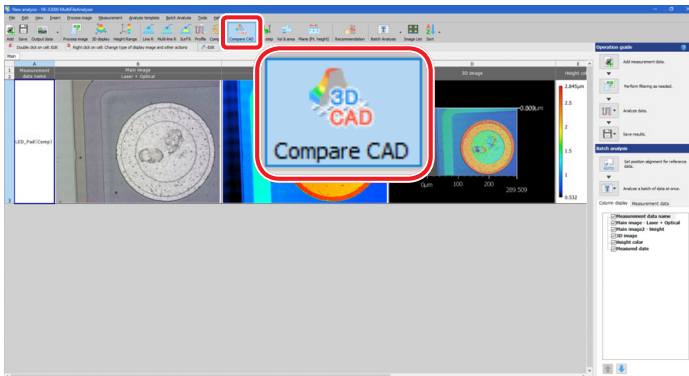 New analysis - VK-X3000 MultiFileAnalyzer
File Edit View Insert Process image Measurement Analysis template Batch Analysis Tools Help
Add Save Output data Process image 3D display Height Range Line R Multi-line R Surf R Profile Comp Compare CAD step Vol.& area Plane (Pt. height) Recommendation Batch Analysis Image List Sort
Double click on cell: Edit Right click on cell: Change type of display image and other actions Edit
Main
A B D E
1 Measurement Main image 3D image Height col
2 data name Laser + Optical
3D
CAD
Compare CAD
LED_Pad(Comp)
3
-0.009μm
0μm 100 200
289.509
2.845μm
2.5
2
1.5
1
0.532
Operation guide
Add measurement data.
Perform filtering as needed.
Analyze data.
Save results.
Batch analysis
AUTO
Set position alignment for reference
data.
Analyze a batch of data at once.
Column display Measurement data
Measurement data name
Main image - Laser + Optical
Main image2 - Height
3D image
Height color
Measured date